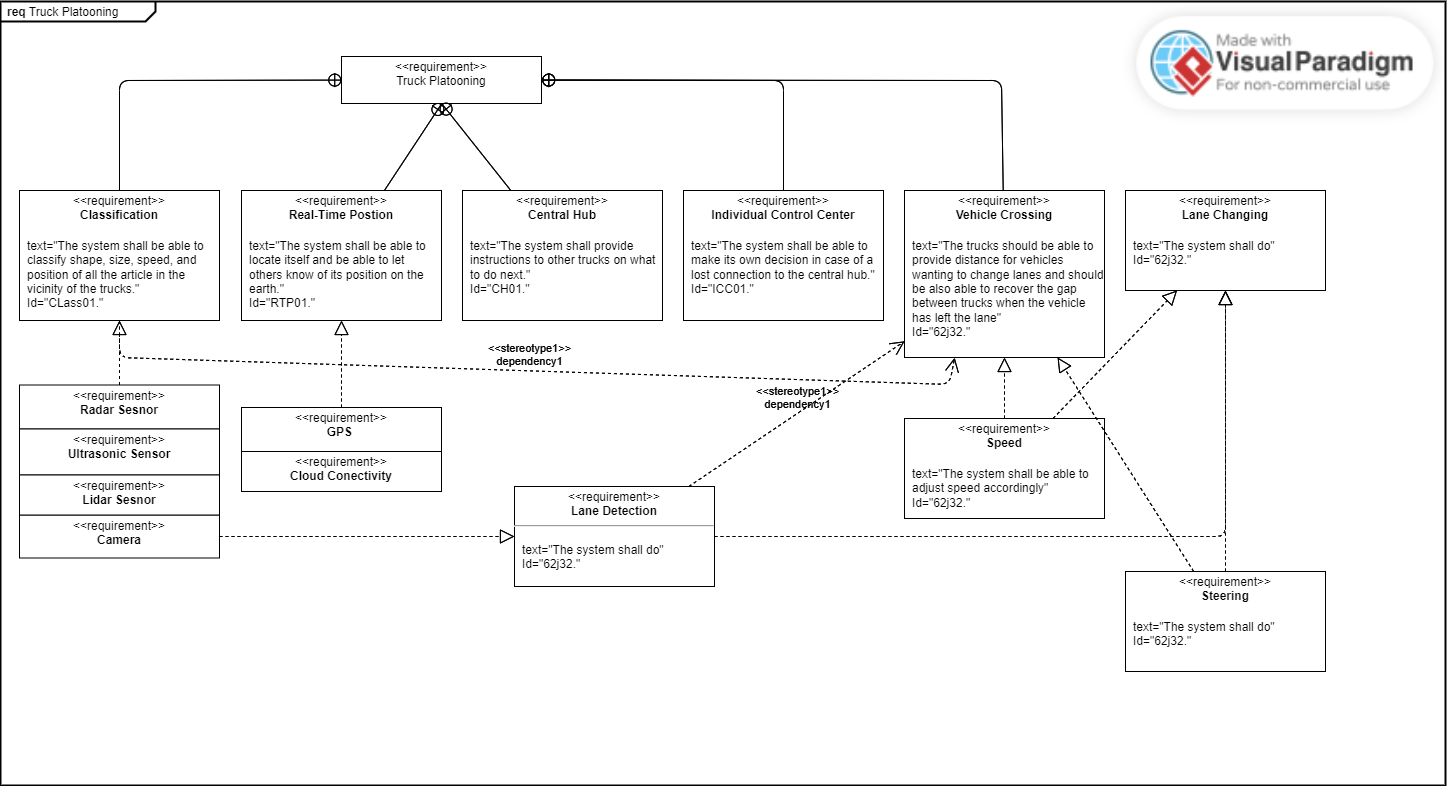 req Truck Platooning
Made with
Visual Paradigm
For non-commercial use
<<requirement>>
Truck Platooning
<<requirement>>
Classification
text="The system shall be able to
classify shape, size, speed, and
position of all the article in the
vicinity of the trucks."
Id="CLass01."
<<requirement>>
Real-Time Postion
text="The system shall be able to
locate itself and be able to let
others know of its position on the
earth."
Id="RTP01."
<<requirement>>
Central Hub
text="The system shall provide
instructions to other trucks on what
to do next."
Id="CH01."
<<requirement>>
Individual Control Center
text="The system shall be able to
make its own decision in case of a
lost connection to the central hub."
Id="ICC01."
<<requirement>>
Vehicle Crossing
text="The trucks should be able to
provide distance for vehicles
wanting to change lanes and should
be also able to recover the gap
between trucks when the vehicle
has left the lane"
Id="62j32."
<<requirement>>
Lane Changing
text="The system shall do"
Id="62j32."
<<stereotype1>>
dependency1
<<stereotype1>>
dependency1
<<requirement>>
Radar Sesnor
<<requirement>>
Ultrasonic Sensor
<<requirement>>
Lidar Sesnor
<<requirement>>
Camera
<<requirement>>
GPS
<<requirement>>
Cloud Conectivity
<<requirement>>
Speed
text="The system shall be able to
adjust speed accordingly"
Id="62j32."
<<requirement>>
Lane Detection
text="The system shall do"
Id="62j32."
<<requirement>>
Steering
text="The system shall do"
Id="62j32."